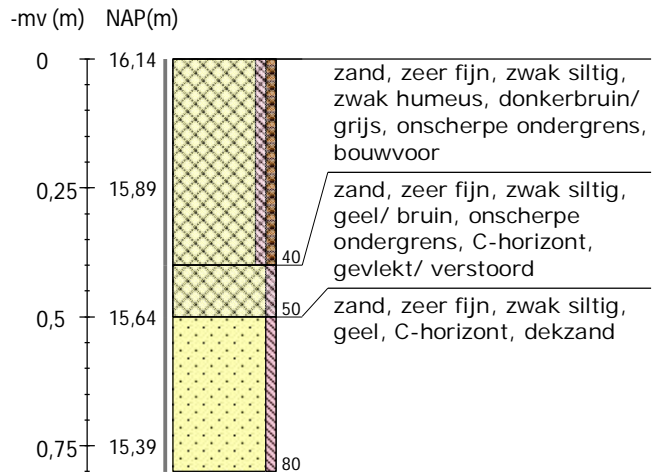 -mv (m) NAP(m)
0 16,14
zand, zeer fijn, zwak siltig,
zwak humeus, donkerbruin/
grijs, onscherpe ondergrens,
bouwvoor
0,25 15,89
zand, zeer fijn, zwak siltig,
geel/ bruin, onscherpe
ondergrens, C-horizont,
gevlekt/ verstoord
40
zand, zeer fijn, zwak siltig,
geel, C-horizont, dekzand
50
0,5 15,64
0,75 15,39
80